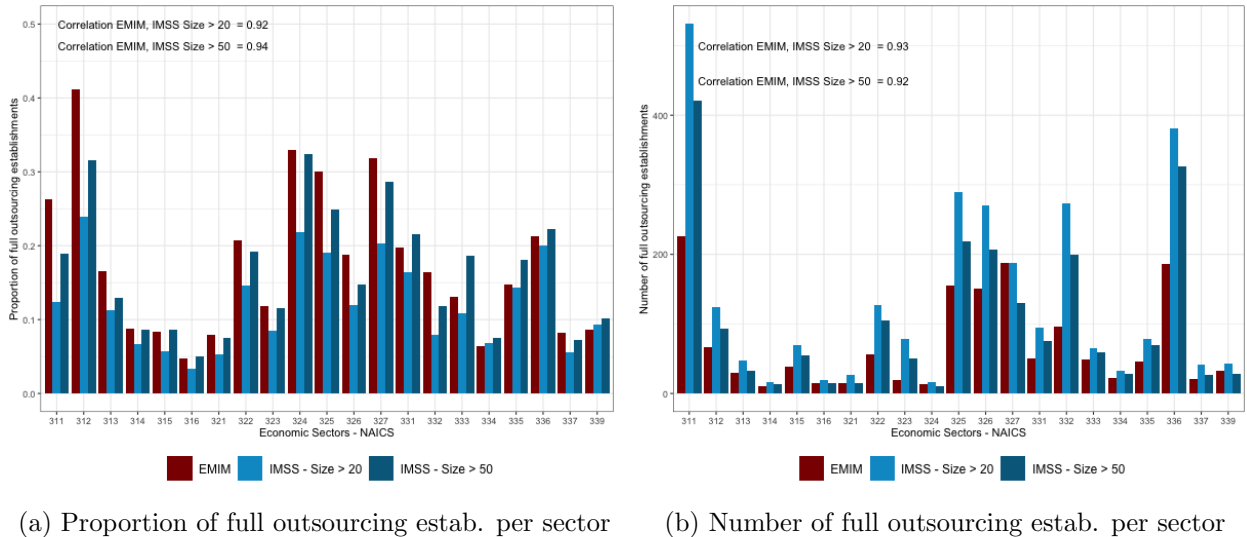 Correlation EMIM, IMSS Size > 20 = 0.92
Correlation EMIM, IMSS Size > 50 = 0.94
Proportion of full outsourcing establishments
0.5
0.4
0.3
0.2
0.1
0.0
311 312 313 314 315 316 321 322 323 324 325 326 327 331 332 333 334 335 336 337 339
Economic Sectors - NAICS
EMIM IMSS - Size > 20 IMSS - Size > 50
(a) Proportion of full outsourcing estab. per sector
Correlation EMIM, IMSS Size > 20 = 0.93
Correlation EMIM, IMSS Size > 50 = 0.92
Number of full outsourcing establishments
400
200
0
311 312 313 314 315 316 321 322 323 324 325 326 327 331 332 333 334 335 336 337 339
Economic Sectors - NAICS
EMIM IMSS - Size > 20 IMSS - Size > 50
(b) Number of full outsourcing estab. per sector